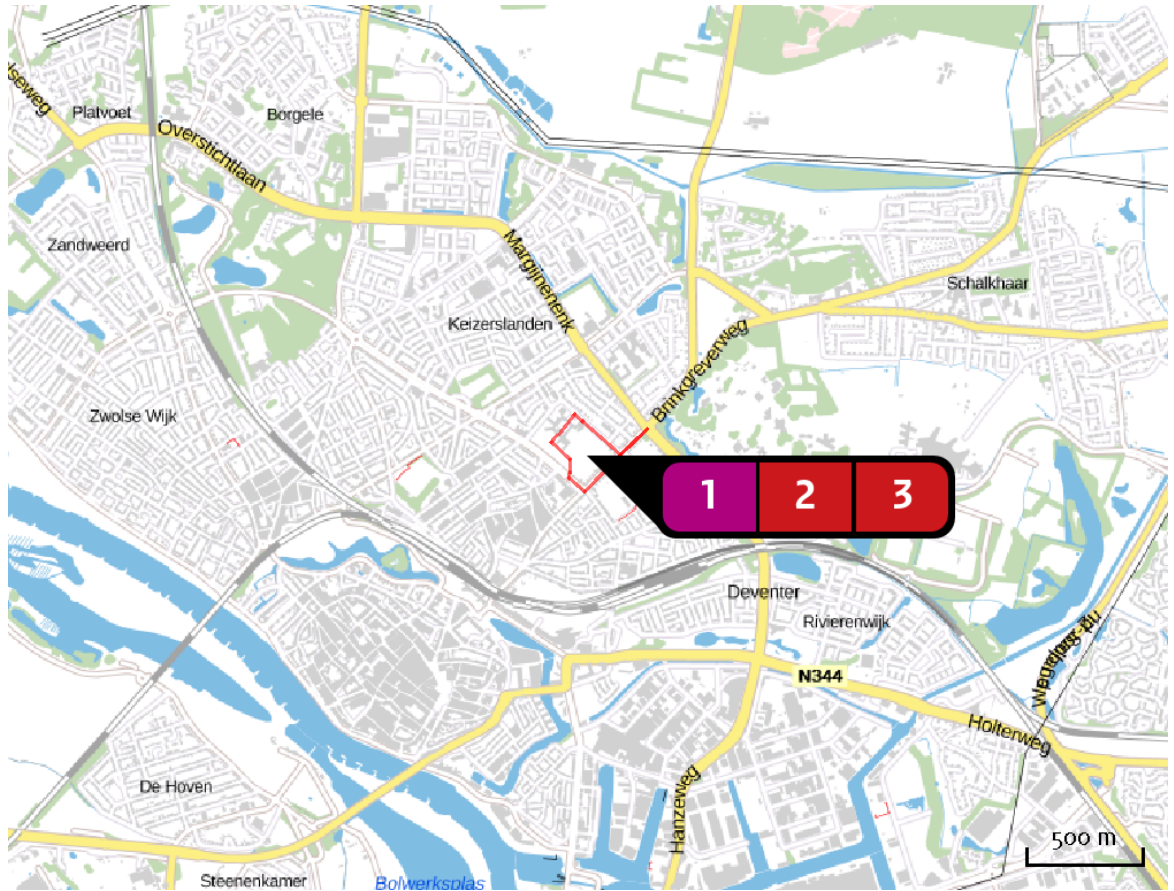 lseweg
Platvoet
Borgele
Overstichtlaan
Zandweerd
Margijnenenk
Schalkhaar
Keizerslanden
Brinkgreverweg
Zwolse Wijk
1 2 3
Deventer
Rivierenwijk
N344
Holterweg
De Hoven
Hanzeweg
500 m
Steenenkamer
Bolwerksplas